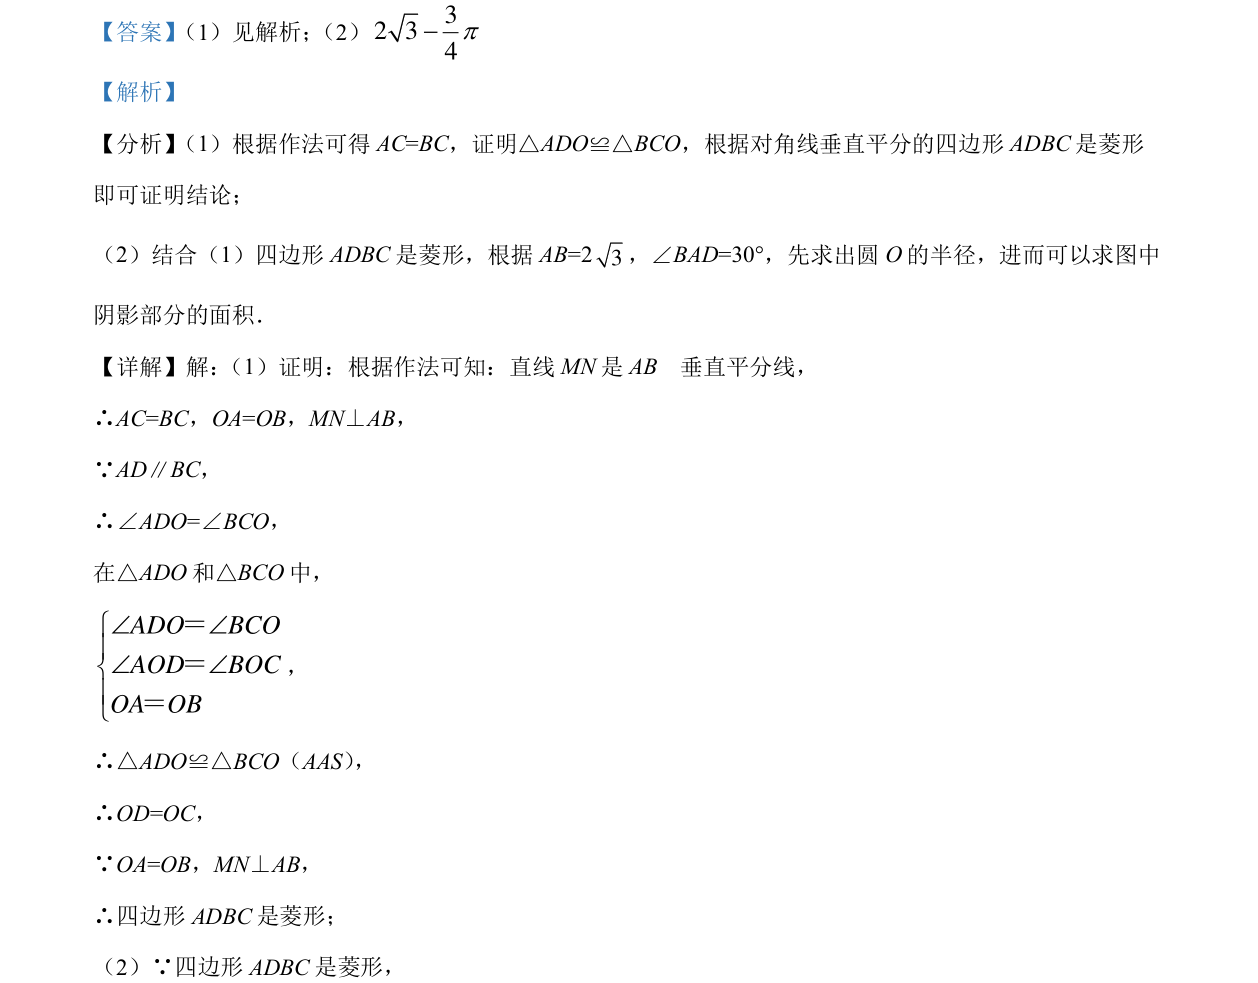 【答案】（1）见解析；（2）2√3−3/4π
【解析】
【分析】（1）根据作法可得 AC=BC，证明△ADO≌△BCO，根据对角线垂直平分的四边形 ADBC 是菱形
即可证明结论；
（2）结合（1）四边形 ADBC 是菱形，根据 AB=2√3，∠BAD=30°，先求出圆 O 的半径，进而可以求图中
阴影部分的面积．
【详解】解：（1）证明：根据作法可知：直线 MN 是 AB 垂直平分线，
∴AC=BC，OA=OB，MN⊥AB，
∵AD∥BC，
∴∠ADO=∠BCO，
在△ADO 和△BCO 中，
∠ADO＝∠BCO
∠AOD＝∠BOC，
OA＝OB
∴△ADO≌△BCO（AAS），
∴OD=OC，
∵OA=OB，MN⊥AB，
∴四边形 ADBC 是菱形；
（2）∵四边形 ADBC 是菱形，